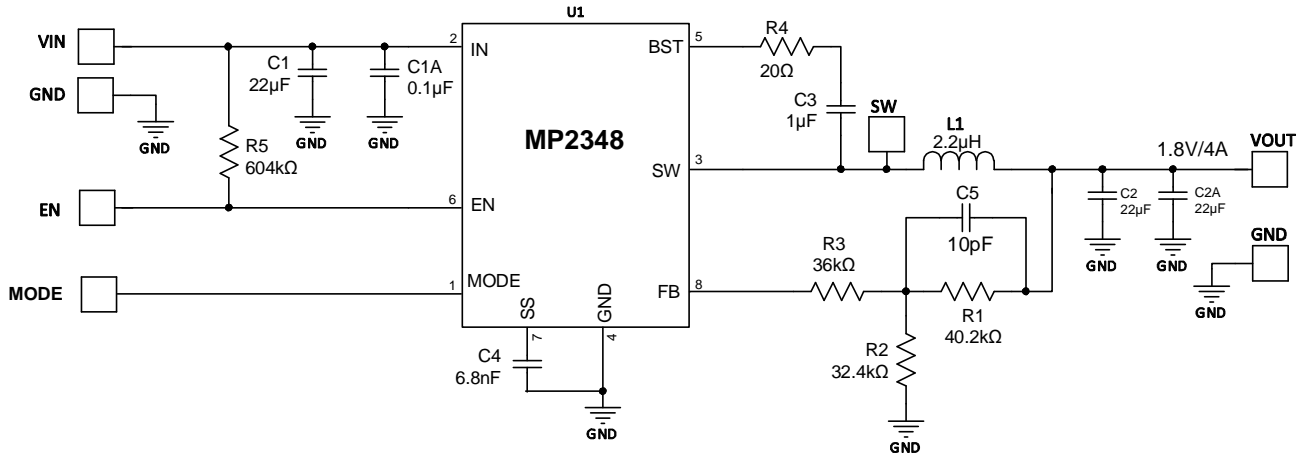 U1
VIN
2
IN
C1
22µF
C1A
0.1µF
GND
GND
GND
GND
R5
604kΩ
EN
6
EN
MODE
1
MODE
MP2348
BST
5
R4
20Ω
C3
1µF
SW
SW
3
L1
2.2µH
1.8V/4A
VOUT
C2
22µF
C2A
22µF
GND
GND
GND
GND
C5
10pF
R3
36kΩ
FB
8
R1
40.2kΩ
R2
32.4kΩ
GND
SS
7
GND
4
C4
6.8nF
GND